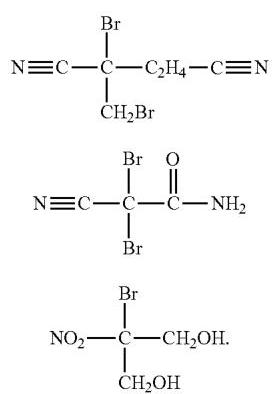 Br
N≡C—C—C₂H₄—C≡N
CH₂Br
Br O
N≡C—C—C—NH₂
Br
Br
NO₂—C—CH₂OH.
CH₂OH